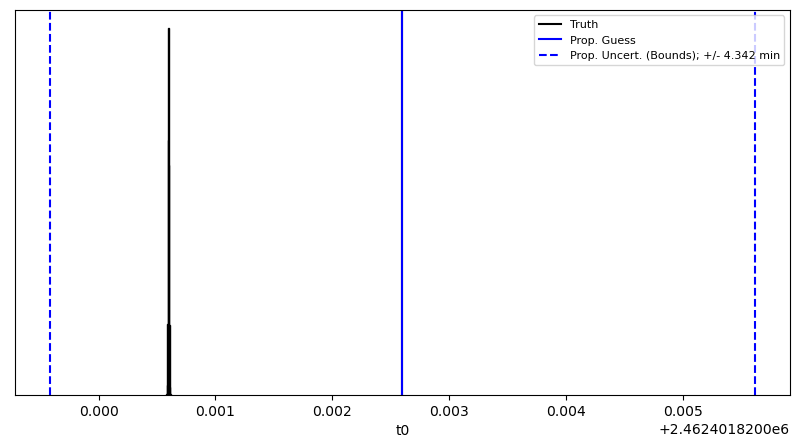 Truth
Prop. Guess
Prop. Uncert. (Bounds); +/- 4.342 min
0.000 0.001 0.002 0.003 0.004 0.005
t0
+2.4624018200e6